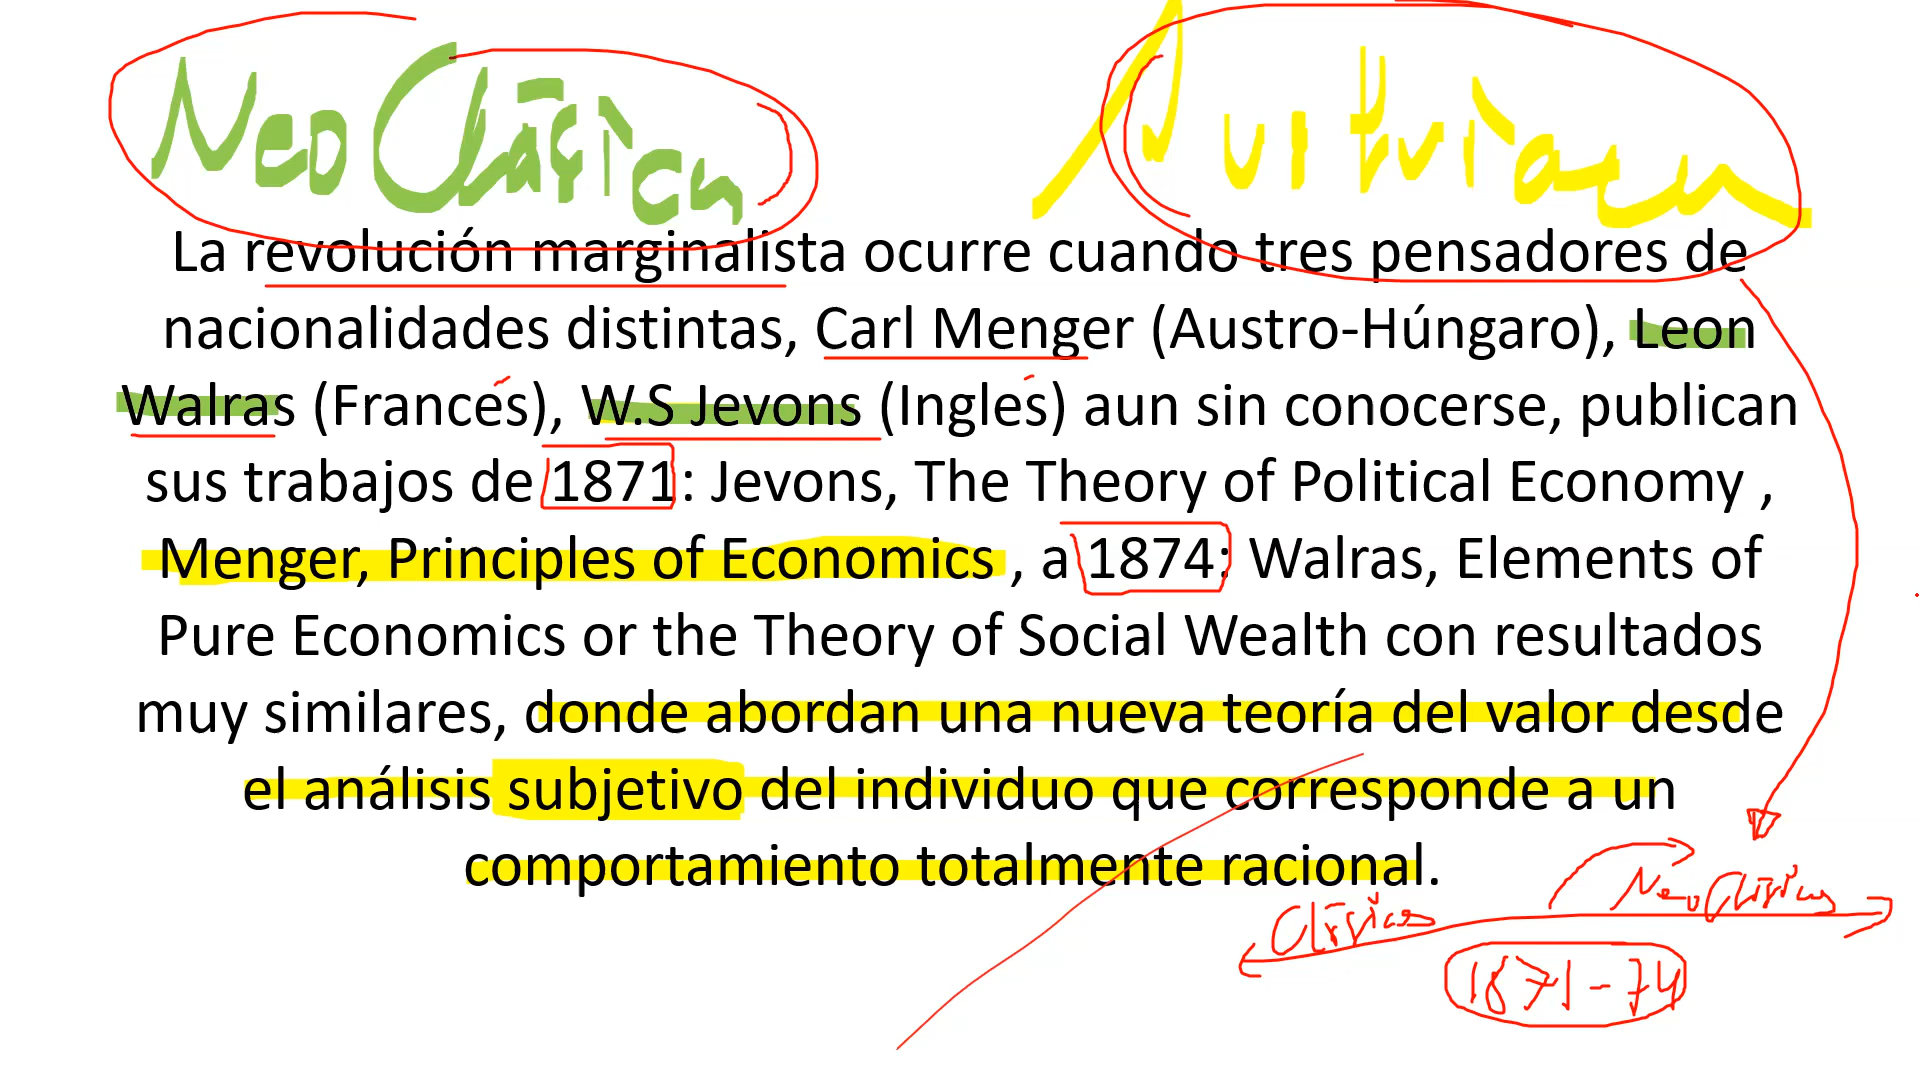 NeoClásica Austriaca
La revolución marginalista ocurre cuando tres pensadores de
nacionalidades distintas, Carl Menger (Austro-Húngaro), Leon
Walras (Francés), W.S Jevons (Ingles) aun sin conocerse, publican
sus trabajos de 1871: Jevons, The Theory of Political Economy ,
Menger, Principles of Economics , a 1874: Walras, Elements of
Pure Economics or the Theory of Social Wealth con resultados
muy similares, donde abordan una nueva teoría del valor desde
el análisis subjetivo del individuo que corresponde a un
comportamiento totalmente racional.
Clásicos NeoClásicos
1871-74